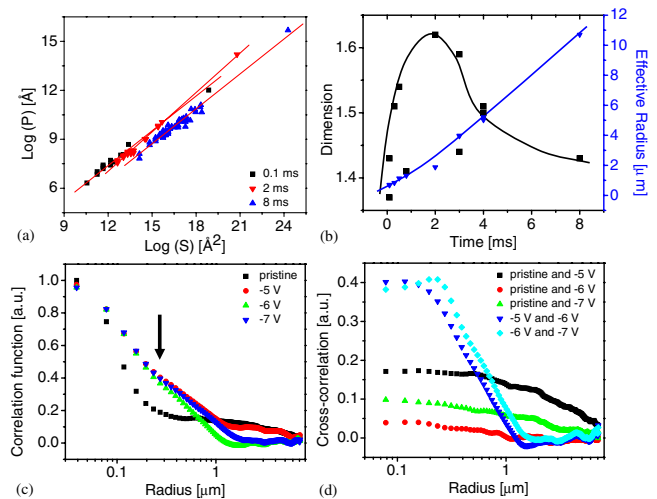 Log (P) [Å]
15
12
9
6
9
12
15
18
21
24
27
Log (S) [Å²]
0.1 ms
2 ms
8 ms
(a)
Dimension
1.6
1.5
1.4
0
2
4
6
8
Time [ms]
Effective Radius [μm]
12
10
8
6
4
2
0
(b)
Correlation function [a.u.]
1.0
0.8
0.6
0.4
0.2
0.0
0.1
1
Radius [μm]
pristine
-5 V
-6 V
-7 V
(c)
Cross-correlation [a.u.]
0.4
0.3
0.2
0.1
0.0
0.1
1
Radius [μm]
pristine and -5 V
pristine and -6 V
pristine and -7 V
-5 V and -6 V
-6 V and -7 V
(d)